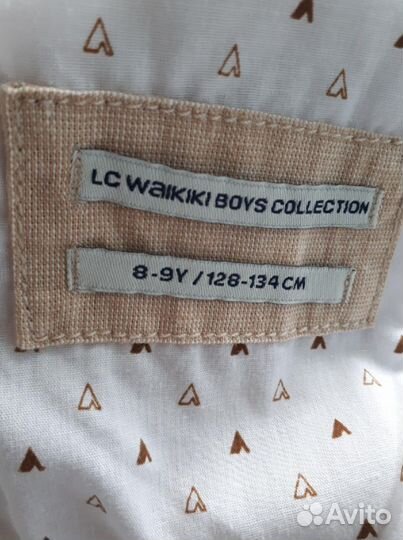 LC WAIKIKI BOYS COLLECTION
8-9Y / 128-134 CM
Avito